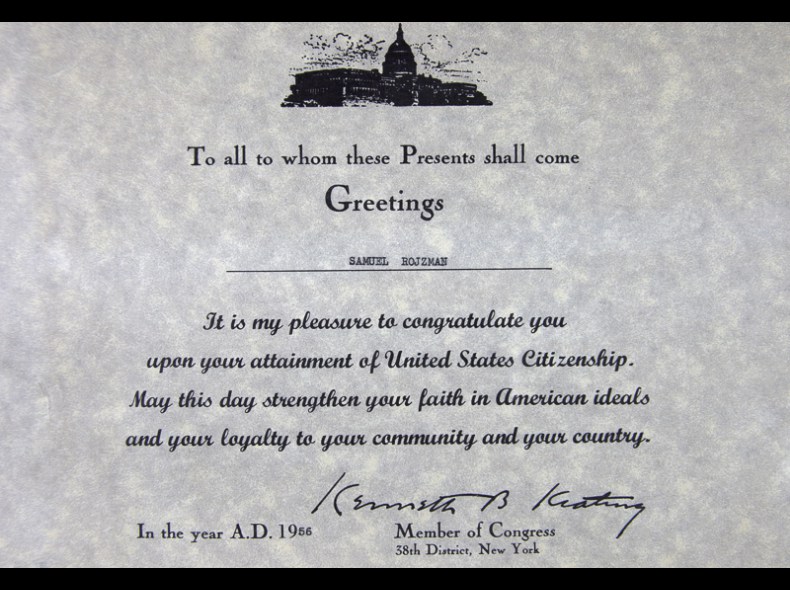 To all to whom these Presents shall come
Greetings
SAMUEL ROJZMAN
It is my pleasure to congratulate you
upon your attainment of United States Citizenship.
May this day strengthen your faith in American ideals
and your loyalty to your community and your country.
Kenneth B Keating
In the year A.D. 1956 Member of Congress
38th District, New York